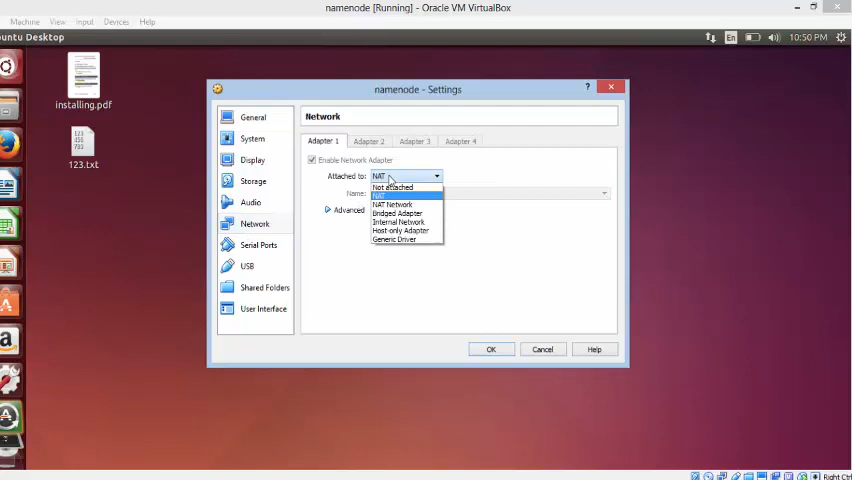 namenode [Running] - Oracle VM VirtualBox
Machine View Input Devices Help
untu Desktop
En
10:50 PM
installing.pdf
123.txt
namenode - Settings
?
General
System
Display
Storage
Audio
Network
Serial Ports
USB
Shared Folders
User Interface
Network
Adapter 1 Adapter 2 Adapter 3 Adapter 4
Enable Network Adapter
Attached to: NAT
Not attached
NAT
NAT Network
Bridged Adapter
Internal Network
Host-only Adapter
Generic Driver
Name:
Advanced
OK Cancel Help
Right Ctrl